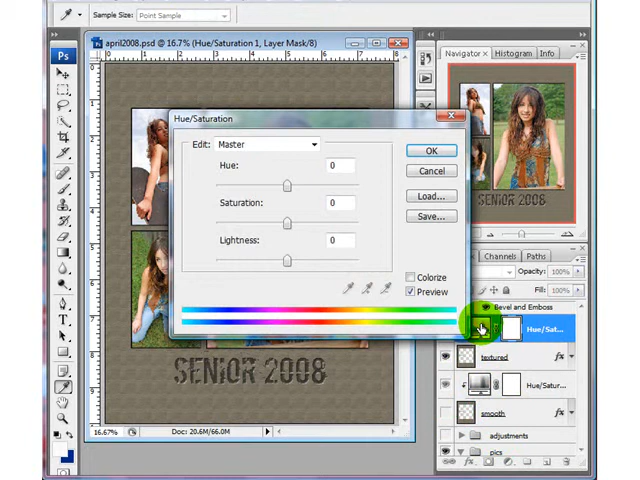 Sample Size: Point Sample
Ps
april2008.psd @ 16.7% (Hue/Saturation 1, Layer Mask/8)
Navigator × Histogram Info
Hue/Saturation
Edit: Master
Hue: 0
Saturation: 0
Lightness: 0
OK
Cancel
Load...
Save...
Colorize
Preview
SENIOR 2008
SENIOR 2008
16.67% Doc: 20.6M/66.0M
Channels Paths
Opacity: 100%
Fill: 100%
Bevel and Emboss
Hue/Sat...
textured fx
Hue/Satur...
smooth fx
adjustments
pics